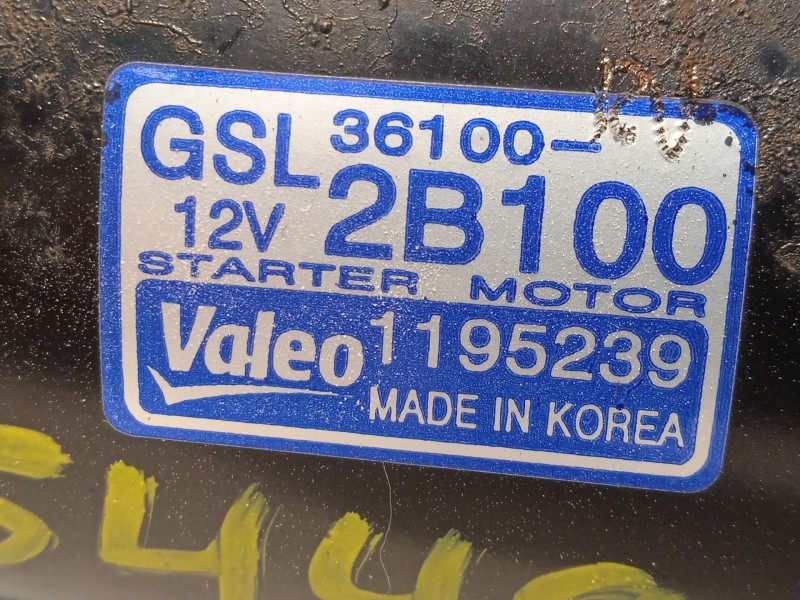 GSL 36100-
12V 2B100
STARTER MOTOR
Valeo 1195239
MADE IN KOREA